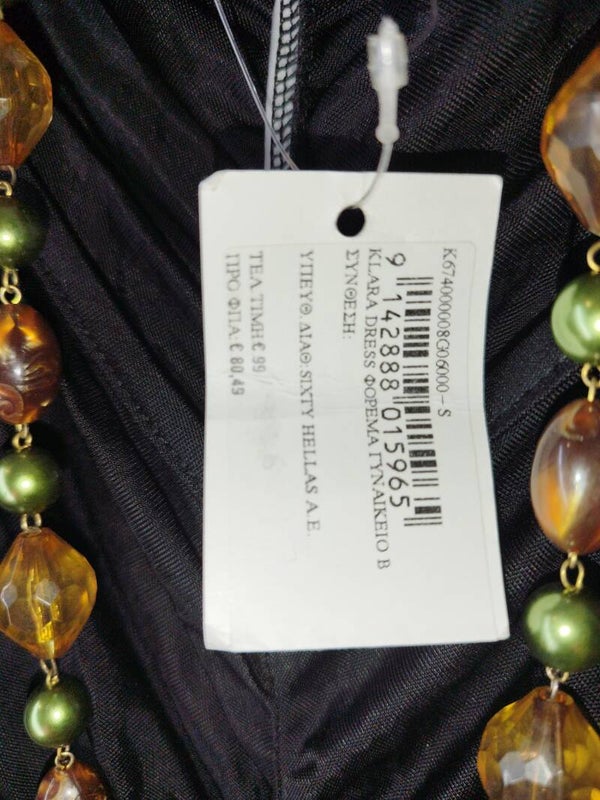 K674000008G06000-S
9 142888 015965
KLARA DRESS ΦΟΡΕΜΑ ΓΥΝΑΙΚΕΙΟ Β
ΣΥΝΘΕΣΗ:
ΥΠΕΥΘ. ΔΙΑΘ:SIXTY HELLAS A.E.
ΤΕΛ.ΤΙΜΗ:€ 99
ΠΡΟ ΦΠΑ:€ 80,49